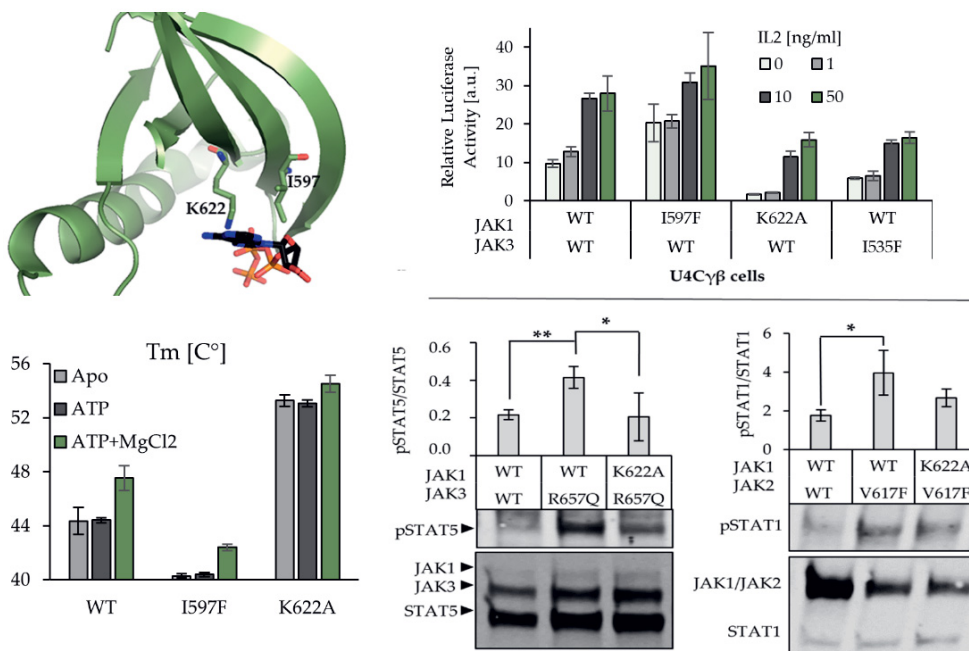 K622
I597
Relative Luciferase
Activity [a.u.]
40
30
20
10
0
IL2 [ng/ml]
0
1
10
50
JAK1
WT
I597F
K622A
WT
JAK3
WT
WT
WT
I535F
U4Cγβ cells
Tm [C°]
56
52
48
44
40
Apo
ATP
ATP+MgCl2
WT
I597F
K622A
pSTAT5/STAT5
0.6
0.4
0.2
0.0
**
*
JAK1
WT
WT
K622A
JAK3
WT
R657Q
R657Q
pSTAT5
JAK1
JAK3
STAT5
pSTAT1/STAT1
6
4
2
0
*
JAK1
WT
WT
K622A
JAK2
WT
V617F
V617F
pSTAT1
JAK1/JAK2
STAT1